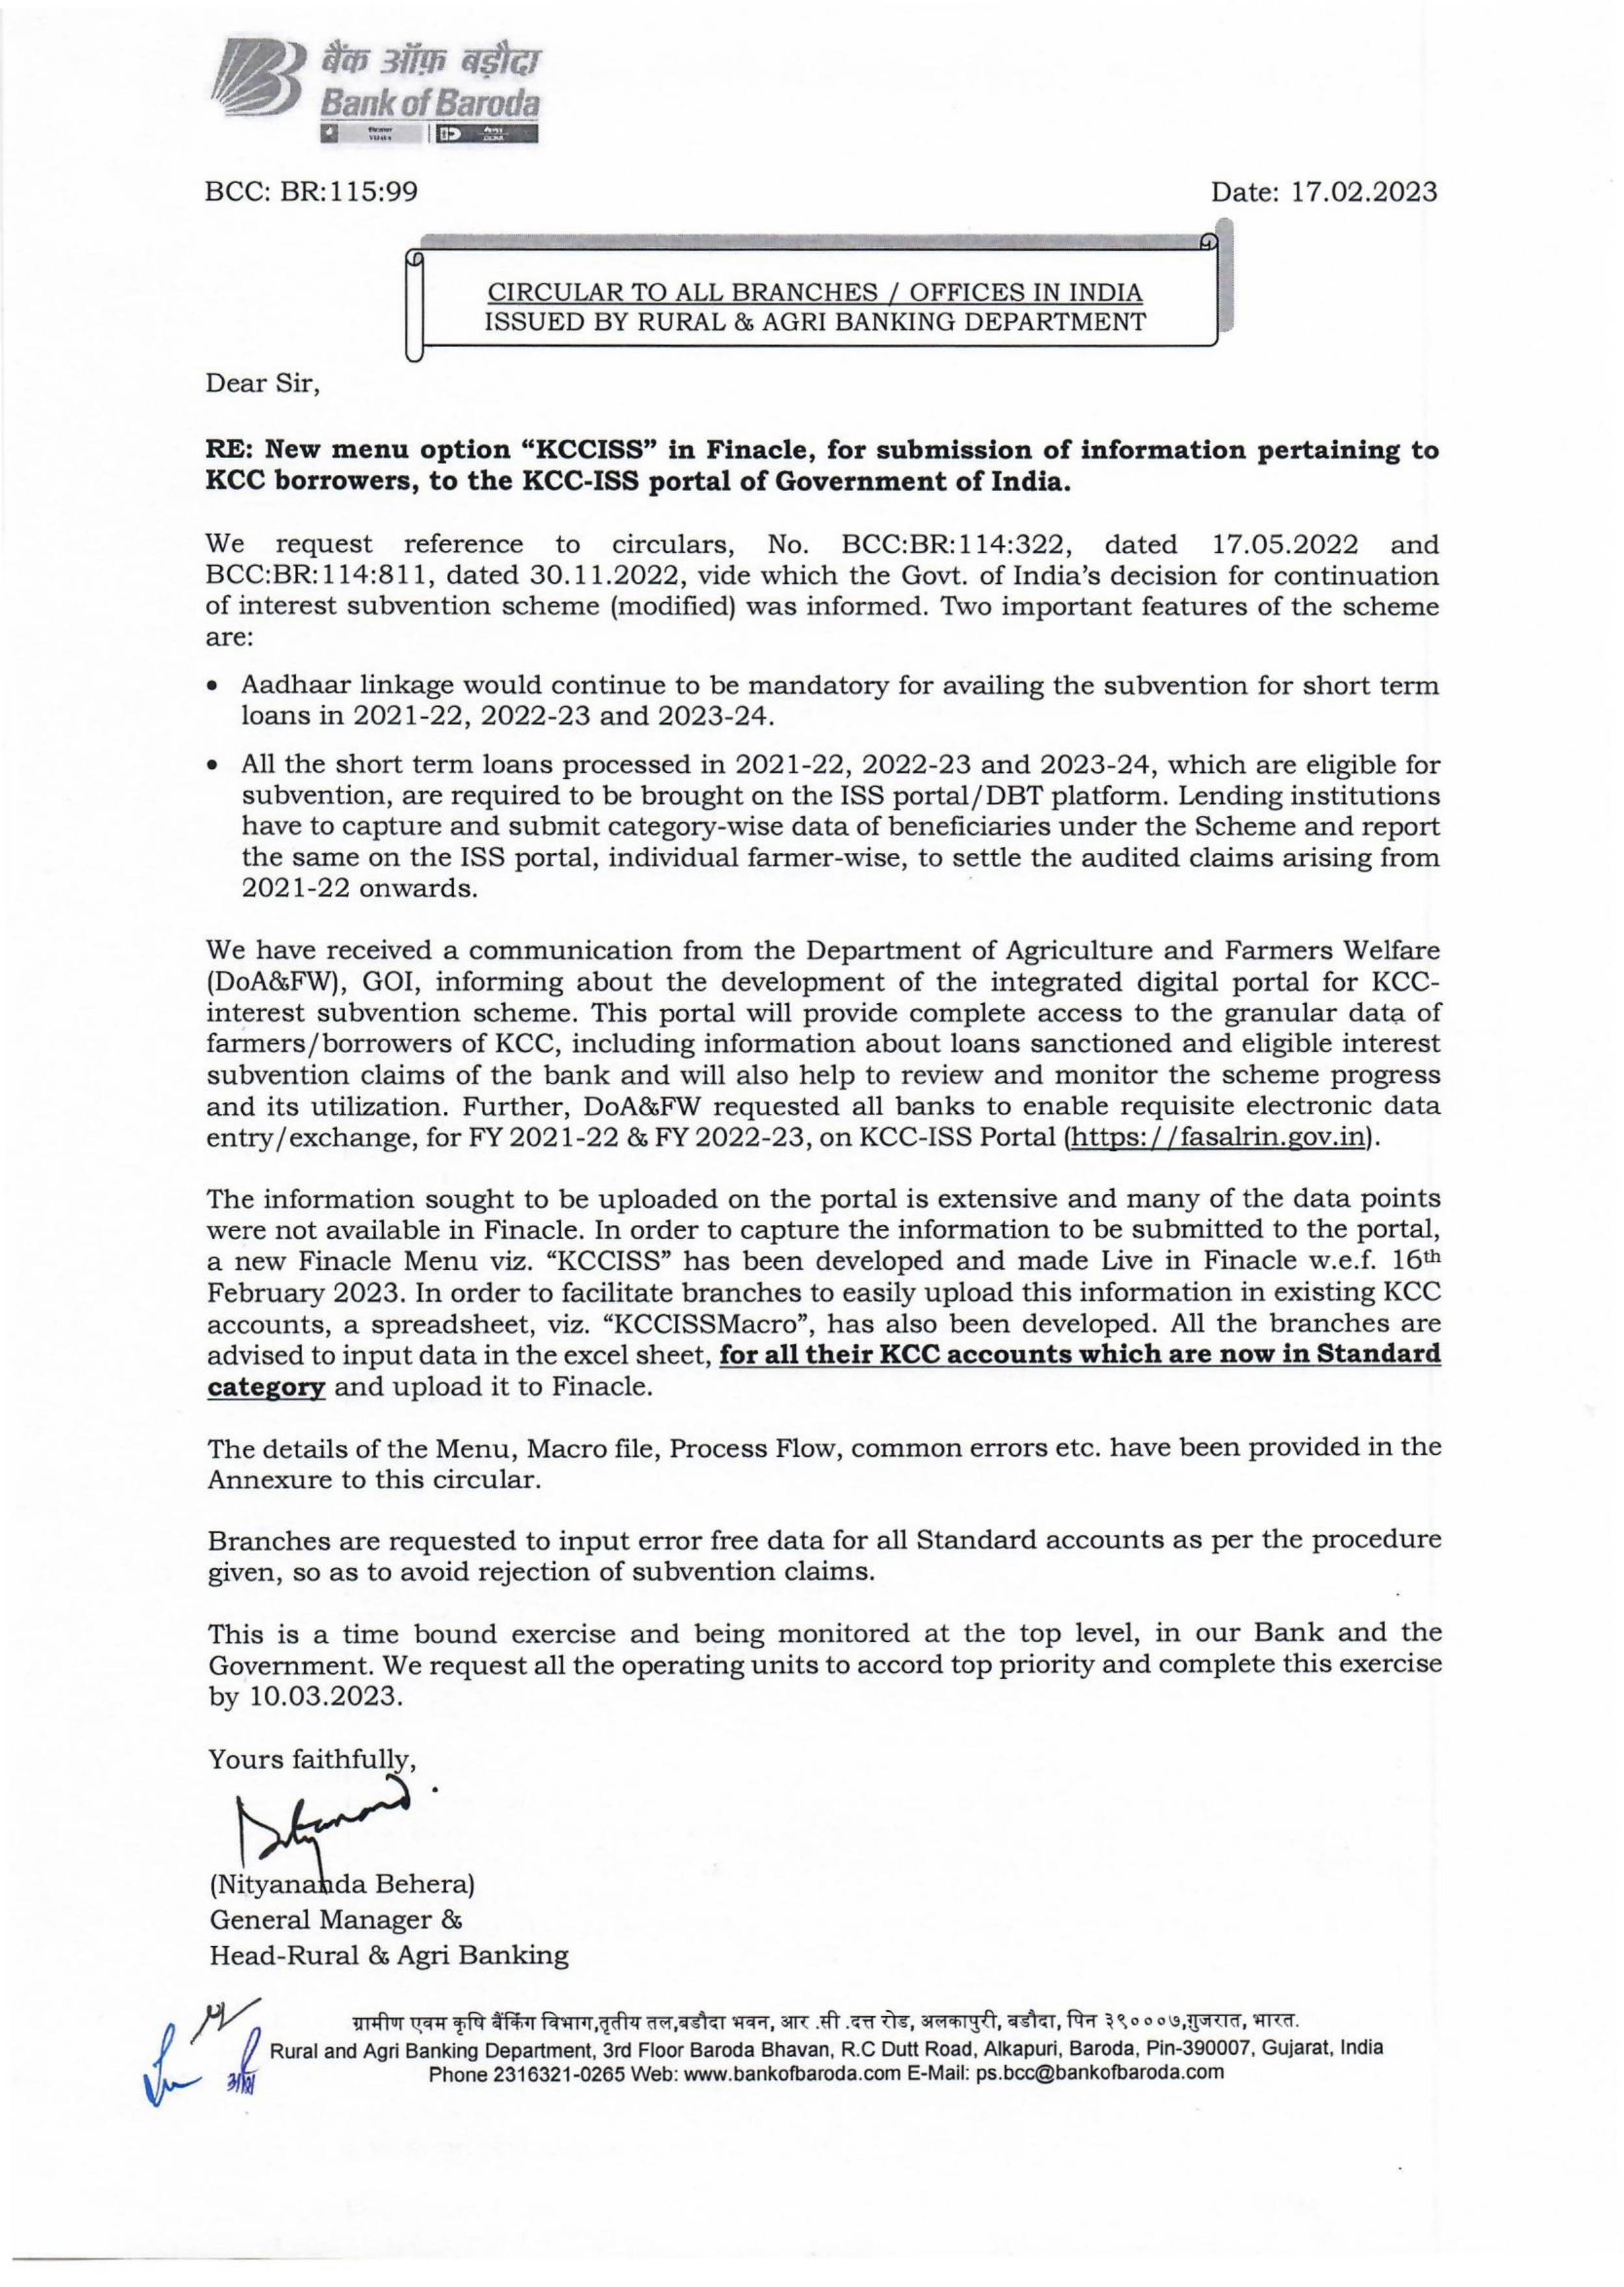 बैंक ऑफ़ बड़ौदा
Bank of Baroda
BCC: BR:115:99 Date: 17.02.2023
CIRCULAR TO ALL BRANCHES / OFFICES IN INDIA
ISSUED BY RURAL & AGRI BANKING DEPARTMENT
Dear Sir,
RE: New menu option “KCCISS” in Finacle, for submission of information pertaining to
KCC borrowers, to the KCC-ISS portal of Government of India.
We request reference to circulars, No. BCC:BR:114:322, dated 17.05.2022 and
BCC:BR:114:811, dated 30.11.2022, vide which the Govt. of India’s decision for continuation
of interest subvention scheme (modified) was informed. Two important features of the scheme
are:
• Aadhaar linkage would continue to be mandatory for availing the subvention for short term
loans in 2021-22, 2022-23 and 2023-24.
• All the short term loans processed in 2021-22, 2022-23 and 2023-24, which are eligible for
subvention, are required to be brought on the ISS portal/DBT platform. Lending institutions
have to capture and submit category-wise data of beneficiaries under the Scheme and report
the same on the ISS portal, individual farmer-wise, to settle the audited claims arising from
2021-22 onwards.
We have received a communication from the Department of Agriculture and Farmers Welfare
(DoA&FW), GOI, informing about the development of the integrated digital portal for KCC-
interest subvention scheme. This portal will provide complete access to the granular data of
farmers/borrowers of KCC, including information about loans sanctioned and eligible interest
subvention claims of the bank and will also help to review and monitor the scheme progress
and its utilization. Further, DoA&FW requested all banks to enable requisite electronic data
entry/exchange, for FY 2021-22 & FY 2022-23, on KCC-ISS Portal (https://fasalrin.gov.in).
The information sought to be uploaded on the portal is extensive and many of the data points
were not available in Finacle. In order to capture the information to be submitted to the portal,
a new Finacle Menu viz. “KCCISS” has been developed and made Live in Finacle w.e.f. 16th
February 2023. In order to facilitate branches to easily upload this information in existing KCC
accounts, a spreadsheet, viz. “KCCISSMacro”, has also been developed. All the branches are
advised to input data in the excel sheet, for all their KCC accounts which are now in Standard
category and upload it to Finacle.
The details of the Menu, Macro file, Process Flow, common errors etc. have been provided in the
Annexure to this circular.
Branches are requested to input error free data for all Standard accounts as per the procedure
given, so as to avoid rejection of subvention claims.
This is a time bound exercise and being monitored at the top level, in our Bank and the
Government. We request all the operating units to accord top priority and complete this exercise
by 10.03.2023.
Yours faithfully,
(Nityananda Behera)
General Manager &
Head-Rural & Agri Banking
ग्रामीण एवम कृषि बैंकिंग विभाग,तृतीय तल,बडौदा भवन, आर .सी .दत्त रोड, अलकापुरी, बडौदा, पिन ३९०००७,गुजरात, भारत.
Rural and Agri Banking Department, 3rd Floor Baroda Bhavan, R.C Dutt Road, Alkapuri, Baroda, Pin-390007, Gujarat, India
Phone 2316321-0265 Web: www.bankofbaroda.com E-Mail: ps.bcc@bankofbaroda.com